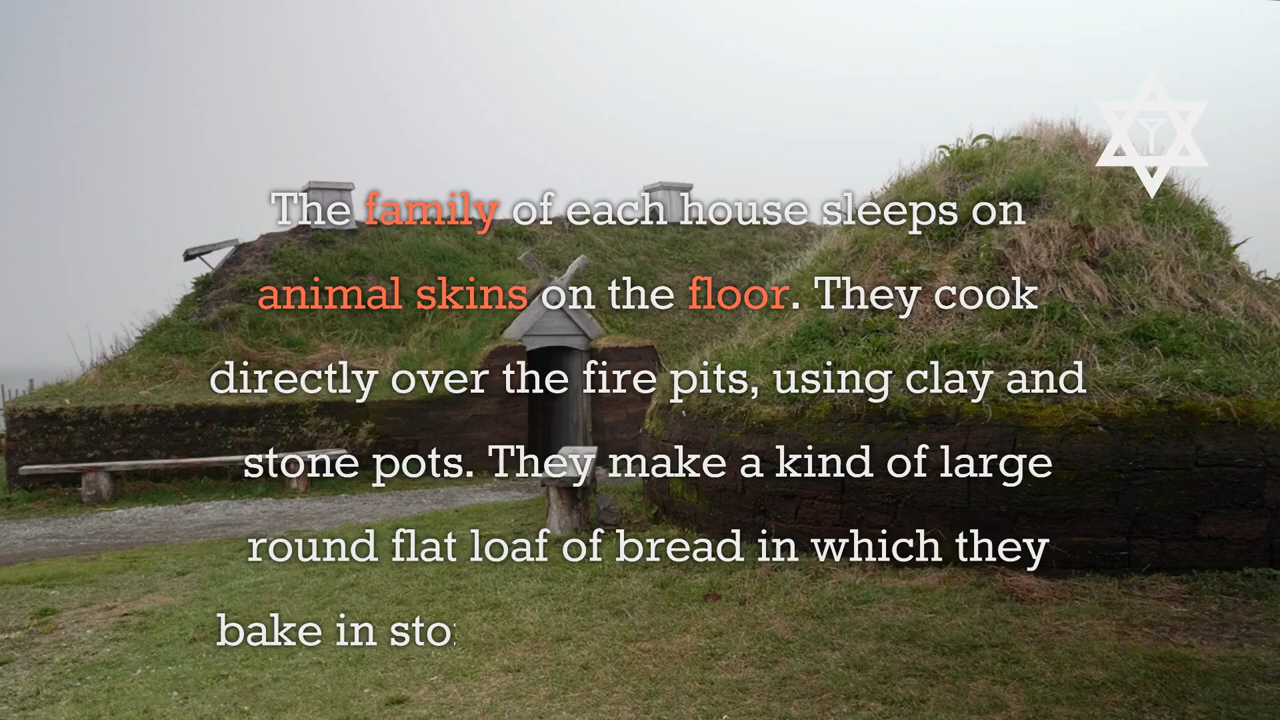 The family of each house sleeps on
animal skins on the floor. They cook
directly over the fire pits, using clay and
stone pots. They make a kind of large
round flat loaf of bread in which they
bake in sto